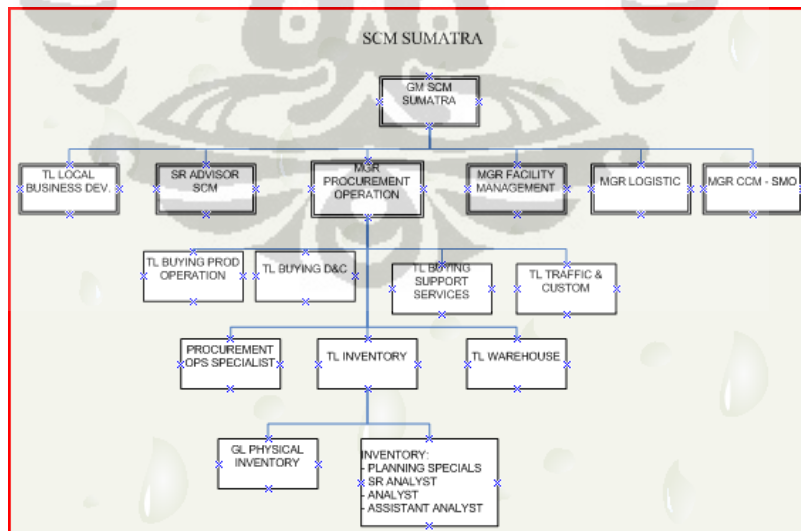 SCM SUMATRA
GM SCM
SUMATRA
TL LOCAL
BUSINESS DEV.
SR ADVISOR
SCM
MGR
PROCUREMENT
OPERATION
MGR FACILITY
MANAGEMENT
MGR LOGISTIC
MGR CCM - SMO
TL BUYING PROD
OPERATION
TL BUYING D&C
TL BUYING
SUPPORT
SERVICES
TL TRAFFIC &
CUSTOM
PROCUREMENT
OPS SPECIALIST
TL INVENTORY
TL WAREHOUSE
GL PHYSICAL
INVENTORY
INVENTORY:
- PLANNING SPECIALS
- SR ANALYST
- ANALYST
- ASSISTANT ANALYST